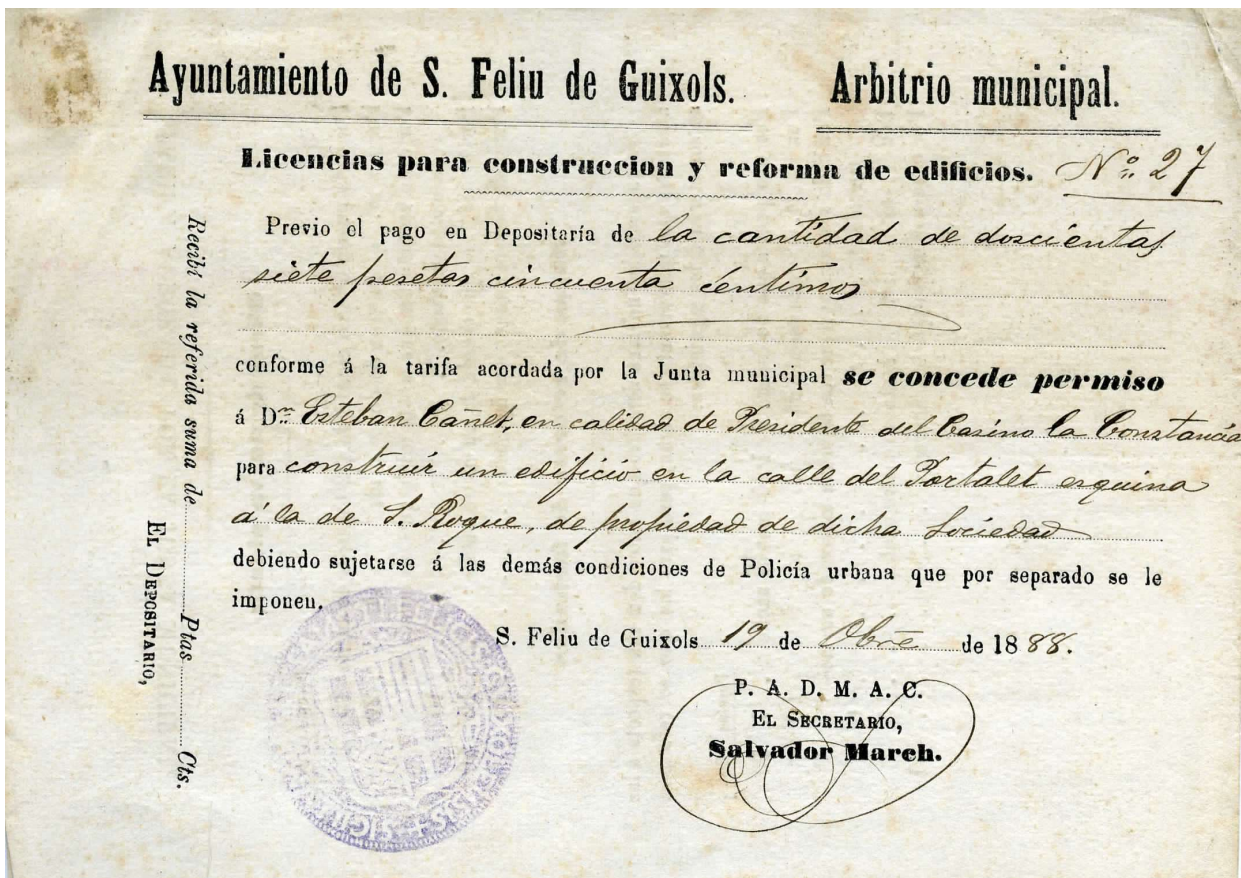 Ayuntamiento de S. Feliu de Guixols. Arbitrio municipal.
Licencias para construccion y reforma de edificios. Nº 27
Previo el pago en Depositaría de la cantidad de doscientas
siete pesetas cincuenta céntimos
conforme á la tarifa acordada por la Junta municipal se concede permiso
á Dn Esteban Cañet, en calidad de Presidente del Casino la Constancia
para construir un edificio en la calle del Portalet esquina
á la de S. Roque, de propiedad de dicha Sociedad
debiendo sujetarse á las demás condiciones de Policía urbana que por separado se le
imponen.
S. Feliu de Guixols 19 de Obre de 1888.
P. A. D. M. A. C.
EL SECRETARIO,
Salvador March.
Recibí la referida suma de Ptas Cts.
EL DEPOSITARIO,